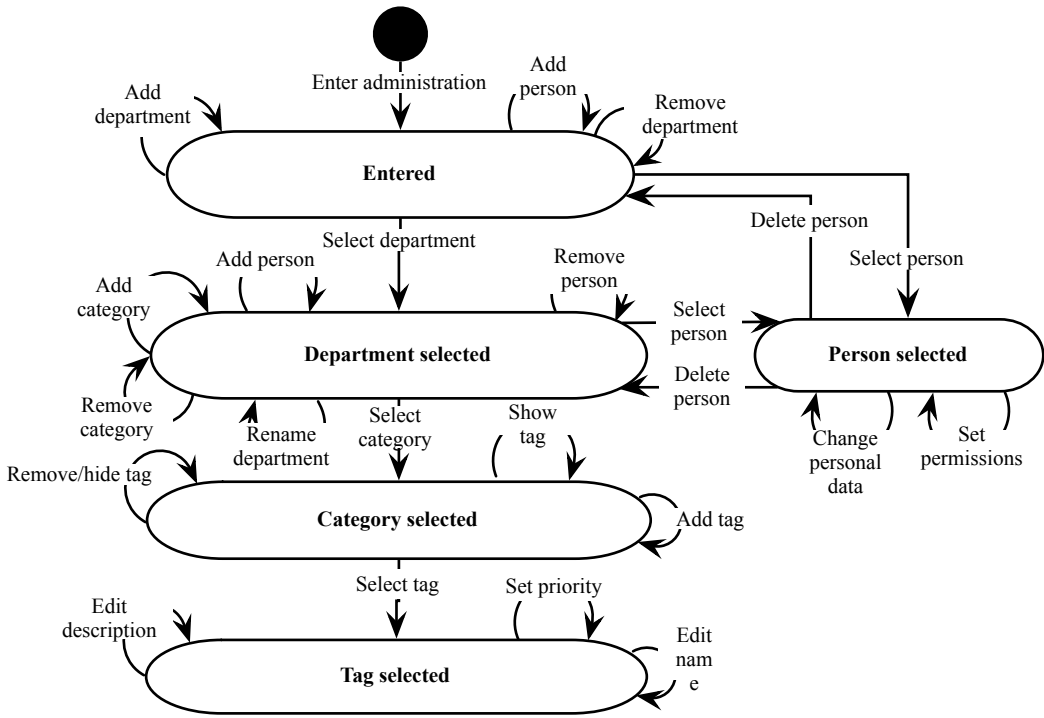 Enter administration
Add
person
Add
department
Remove
department
Entered
Delete person
Select department
Select person
Add person
Remove
person
Add
category
Select
person
Department selected
Person selected
Delete
person
Remove
category
Rename
department
Select
category
Show
tag
Change
personal
data
Set
permissions
Remove/hide tag
Category selected
Add tag
Select tag
Set priority
Edit
description
Edit
nam
e
Tag selected